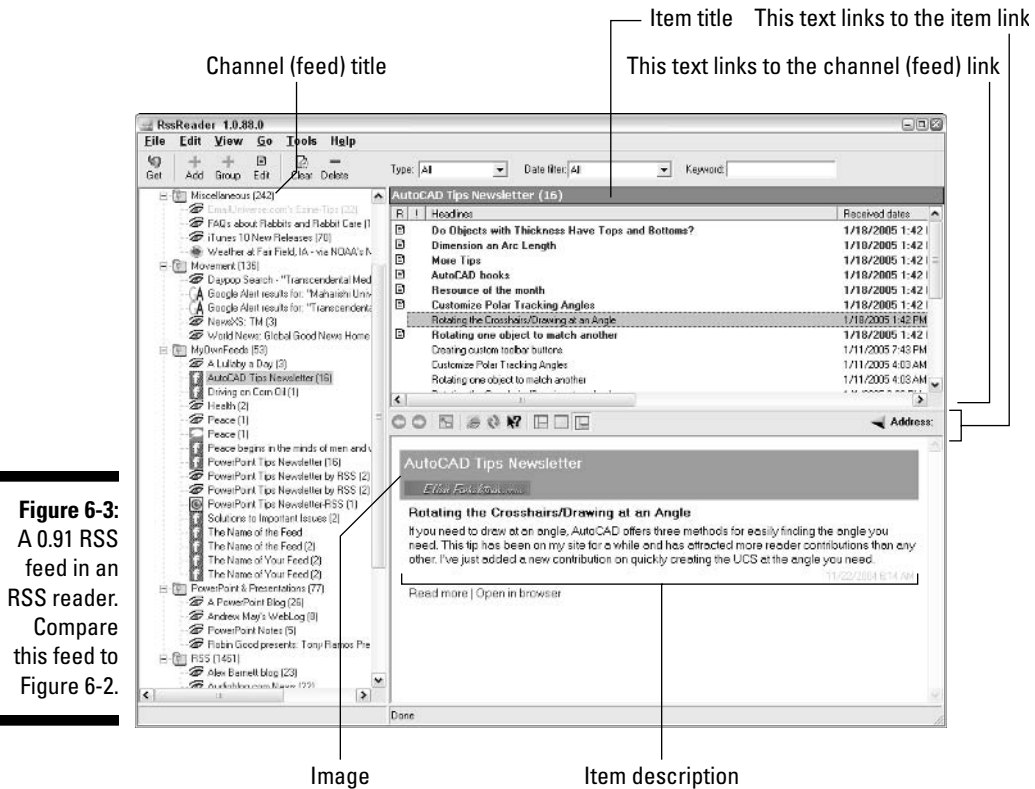 Item title
This text links to the item link
Channel (feed) title
This text links to the channel (feed) link
RssReader 1.0.88.0
File Edit View Go Tools Help
Get Add Group Edit Clear Delete
Type: All Date filter: All Keyword:
Miscellaneous (242)
EmailUniverse.com's Ezine-Tips (22)
FAQs about Rabbits and Rabbit Care (1
iTunes 10 New Releases (70)
Weather at Fair Field, IA - via NOAA's N
Movement (136)
Daypop Search - "Transcendental Med
Google Alert results for: "Maharishi Univ
Google Alert results for: "Transcendenta
NewsXS: TM (3)
World News: Global Good News Home
MyOwnFeeds (53)
A Lullaby a Day (3)
AutoCAD Tips Newsletter (16)
Driving on Corn Oil (1)
Health (2)
Peace (1)
Peace (1)
Peace begins in the minds of men and w
PowerPoint Tips Newsletter (16)
PowerPoint Tips Newsletter by RSS (2)
PowerPoint Tips Newsletter by RSS (2)
PowerPoint Tips Newsletter-RSS (1)
Solutions to Important Issues (2)
The Name of the Feed
The Name of the Feed (2)
The Name of Your Feed (2)
The Name of Your Feed (2)
PowerPoint & Presentations (77)
A PowerPoint Blog (26)
Andrew May's WebLog (8)
PowerPoint Notes (5)
Robin Good presents: Tony Ramos Pre
RSS (1461)
Alex Barnett blog (23)
Audioblog.com News (22)
AutoCAD Tips Newsletter (16)
R ! Headlines Received dates
Do Objects with Thickness Have Tops and Bottoms? 1/18/2005 1:42
Dimension an Arc Length 1/18/2005 1:42
More Tips 1/18/2005 1:42
AutoCAD books 1/18/2005 1:42
Resource of the month 1/18/2005 1:42
Customize Polar Tracking Angles 1/18/2005 1:42
Rotating the Crosshairs/Drawing at an Angle 1/18/2005 1:42 PM
Rotating one object to match another 1/18/2005 1:42
Creating custom toolbar buttons 1/11/2005 7:43 PM
Customize Polar Tracking Angles 1/11/2005 4:03 AM
Rotating one object to match another 1/11/2005 4:03 AM
Address:
AutoCAD Tips Newsletter
Rotating the Crosshairs/Drawing at an Angle
If you need to draw at an angle, AutoCAD offers three methods for easily finding the angle you
need. This tip has been on my site for a while and has attracted more reader contributions than any
other. I've just added a new contribution on quickly creating the UCS at the angle you need.
11/22/2004 6:14 AM
Read more | Open in browser
Done
Figure 6-3:
A 0.91 RSS
feed in an
RSS reader.
Compare
this feed to
Figure 6-2.
Image
Item description